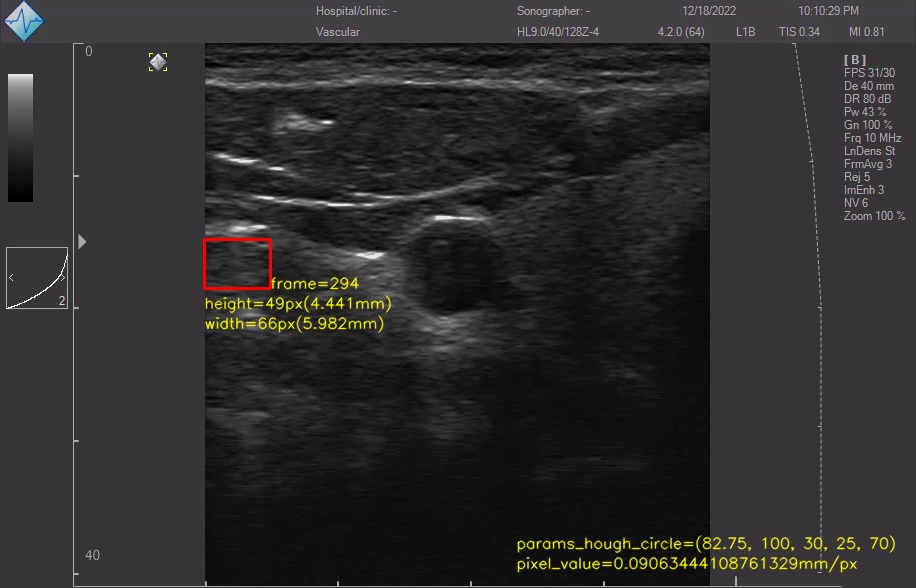 Hospital/clinic: - Sonographer: - 12/18/2022 10:10:29 PM
Vascular HL9.0/40/128Z-4 4.2.0 (64) L1B TIS 0.34 MI 0.81
0
[ B ]
FPS 31/30
De 40 mm
DR 80 dB
Pw 43 %
Gn 100 %
Frq 10 MHz
LnDens St
FrmAvg 3
Rej 5
ImEnh 3
NV 6
Zoom 100 %
2
frame=294
height=49px(4.441mm)
width=66px(5.982mm)
40
params_hough_circle=(82.75, 100, 30, 25, 70)
pixel_value=0.09063444108761329mm/px